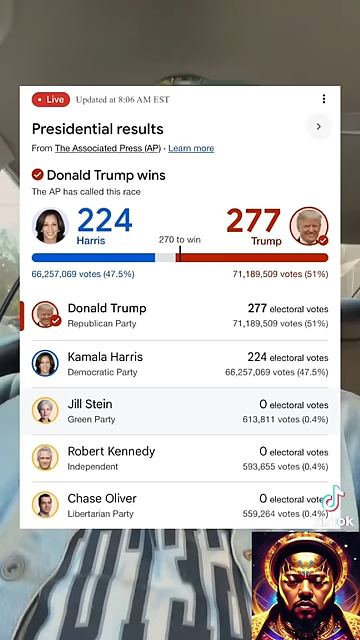 Live Updated at 8:06 AM EST
Presidential results
From The Associated Press (AP) · Learn more
Donald Trump wins
The AP has called this race
224 277
Harris 270 to win Trump
66,257,069 votes (47.5%) 71,189,509 votes (51%)
Donald Trump 277 electoral votes
Republican Party 71,189,509 votes (51%)
Kamala Harris 224 electoral votes
Democratic Party 66,257,069 votes (47.5%)
Jill Stein 0 electoral votes
Green Party 613,811 votes (0.4%)
Robert Kennedy 0 electoral votes
Independent 593,655 votes (0.4%)
Chase Oliver 0 electoral votes
Libertarian Party 559,264 votes (0.4%)